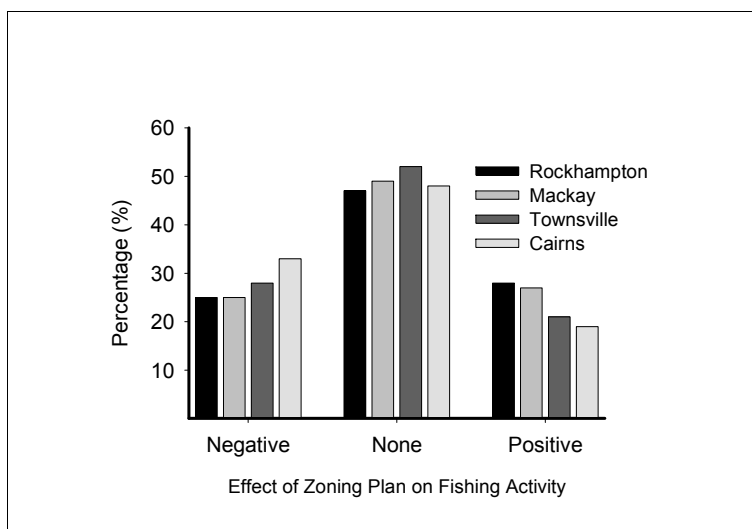 60
50
40
30
20
10
Percentage (%)
Rockhampton
Mackay
Townsville
Cairns
Negative None Positive
Effect of Zoning Plan on Fishing Activity